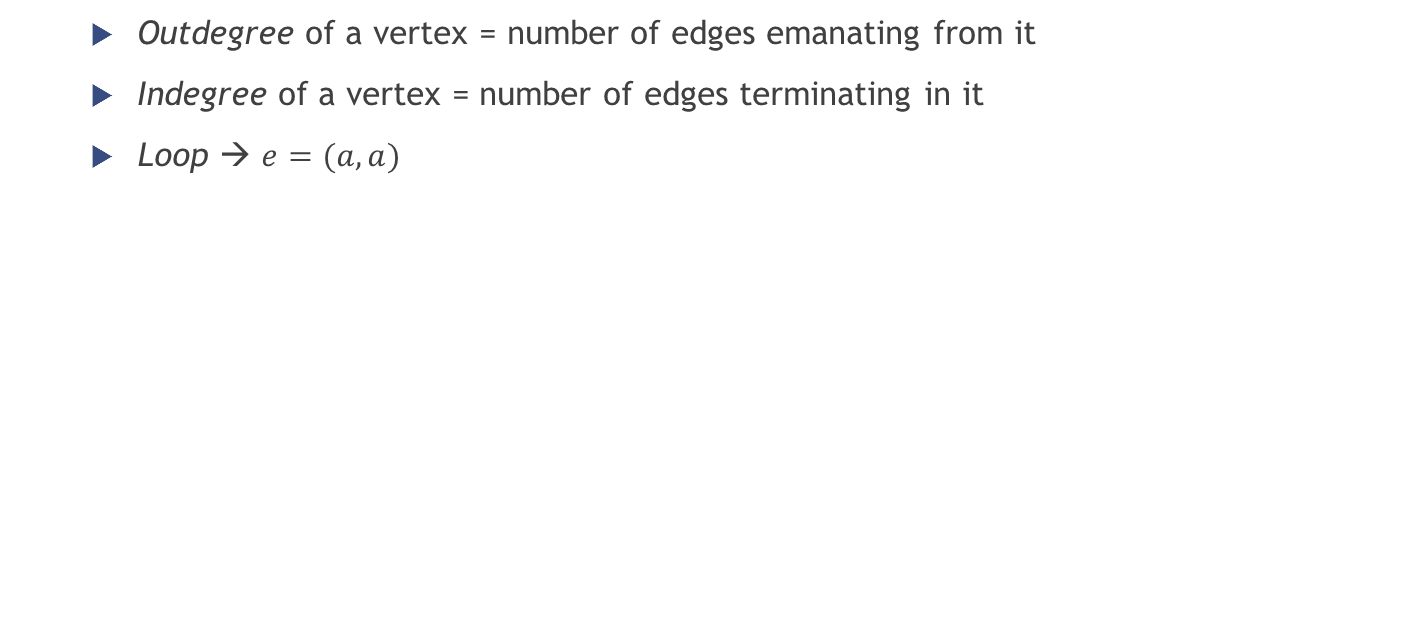 ▶ Outdegree of a vertex = number of edges emanating from it
▶ Indegree of a vertex = number of edges terminating in it
▶ Loop → e = (a, a)